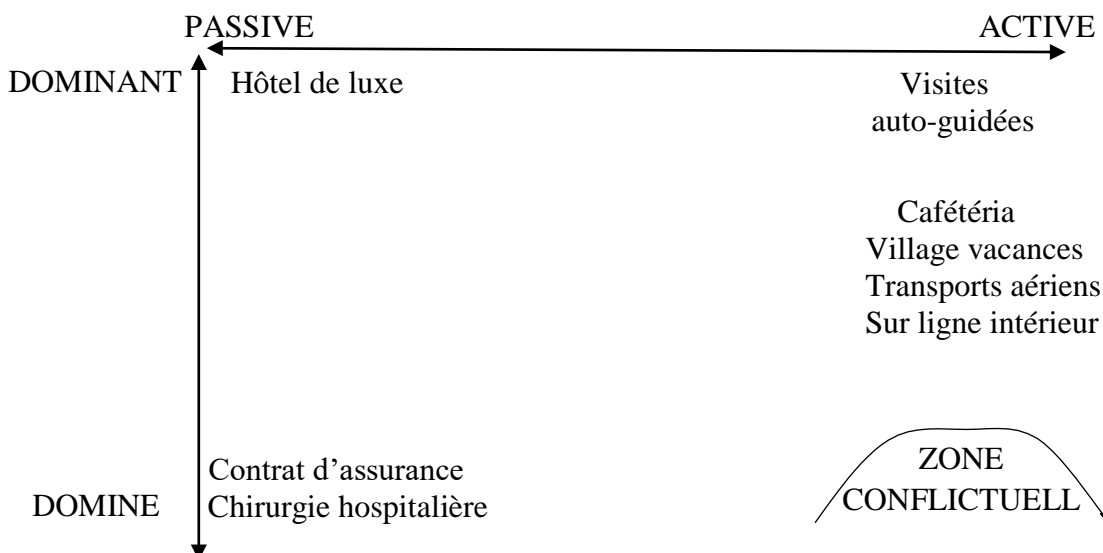 PASSIVE ACTIVE
DOMINANT Hôtel de luxe Visites
auto-guidées
Cafétéria
Village vacances
Transports aériens
Sur ligne intérieur
Contrat d’assurance
DOMINE Chirurgie hospitalière
ZONE
CONFLICTUELL